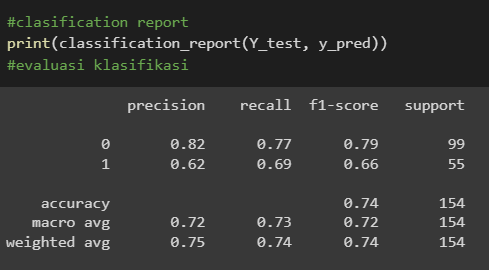 #clasification report
print(classification_report(Y_test, y_pred))
#evaluasi klasifikasi
precision recall f1-score support
0 0.82 0.77 0.79 99
1 0.62 0.69 0.66 55
accuracy 0.74 154
macro avg 0.72 0.73 0.72 154
weighted avg 0.75 0.74 0.74 154